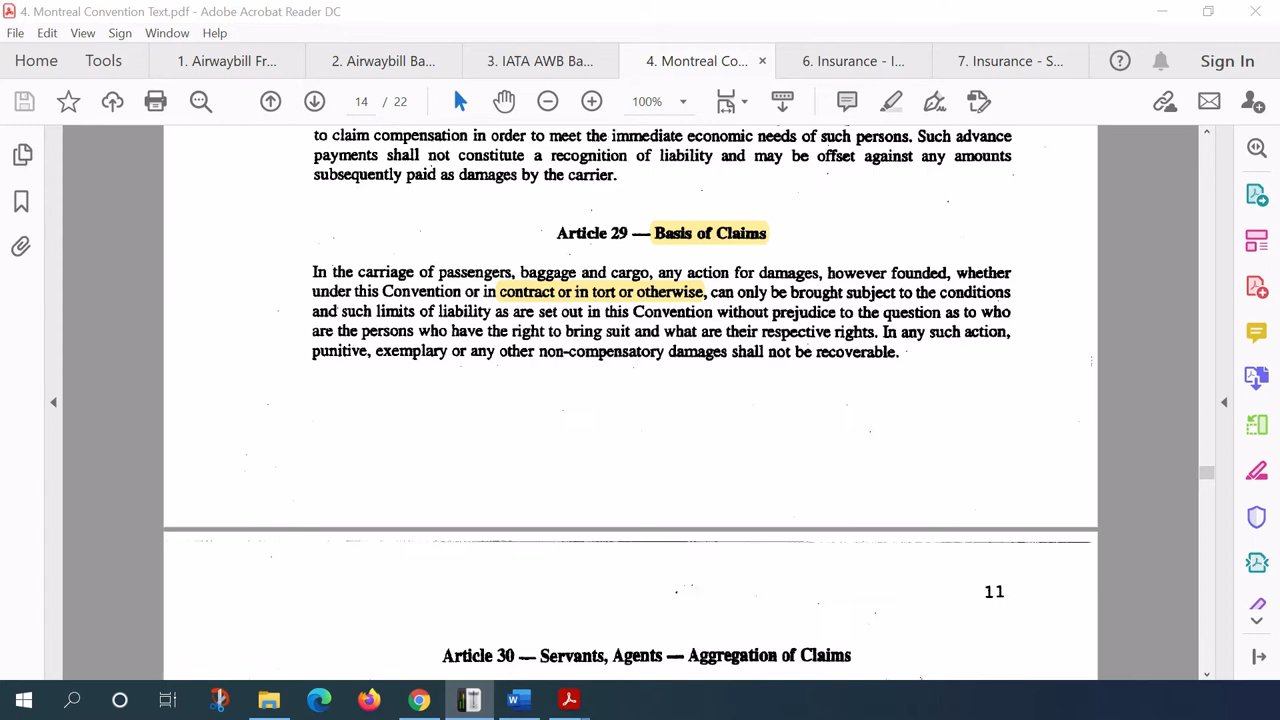 4. Montreal Convention Text.pdf - Adobe Acrobat Reader DC
File Edit View Sign Window Help
Home Tools 1. Airwaybill Fr... 2. Airwaybill Ba... 3. IATA AWB Ba... 4. Montreal Co... × 6. Insurance - I... 7. Insurance - S... Sign In
14 / 22 100%
to claim compensation in order to meet the immediate economic needs of such persons. Such advance
payments shall not constitute a recognition of liability and may be offset against any amounts
subsequently paid as damages by the carrier.
Article 29 — Basis of Claims
In the carriage of passengers, baggage and cargo, any action for damages, however founded, whether
under this Convention or in contract or in tort or otherwise, can only be brought subject to the conditions
and such limits of liability as are set out in this Convention without prejudice to the question as to who
are the persons who have the right to bring suit and what are their respective rights. In any such action,
punitive, exemplary or any other non-compensatory damages shall not be recoverable.
11
Article 30 — Servants, Agents — Aggregation of Claims